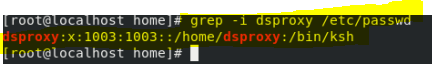 [root@localhost home]# grep -i dsproxy /etc/passwd
dsproxy:x:1003:1003::/home/dsproxy:/bin/ksh
[root@localhost home]#